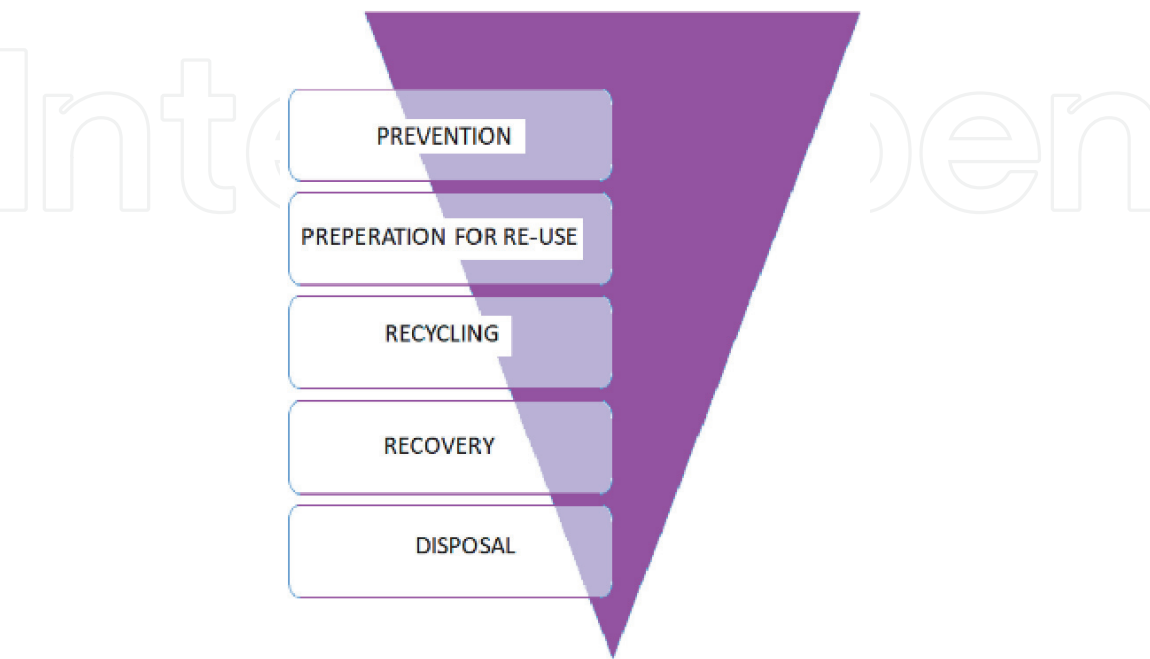 PREVENTION
PREPERATION FOR RE-USE
RECYCLING
RECOVERY
DISPOSAL